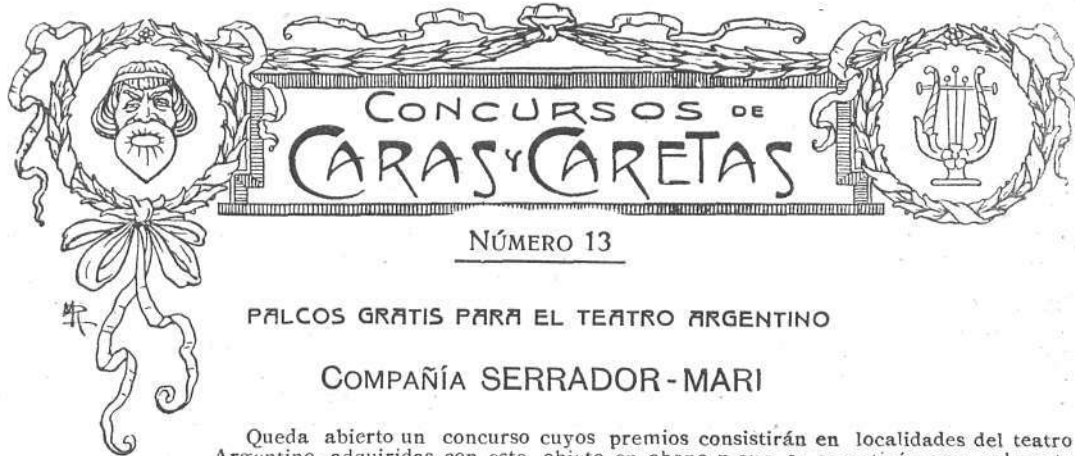 CONCURSOS DE
CARAS Y CARETAS
NÚMERO 13
PALCOS GRATIS PARA EL TEATRO ARGENTINO
COMPAÑÍA SERRADOR-MARI
Queda abierto un concurso cuyos premios consistirán en localidades del teatro